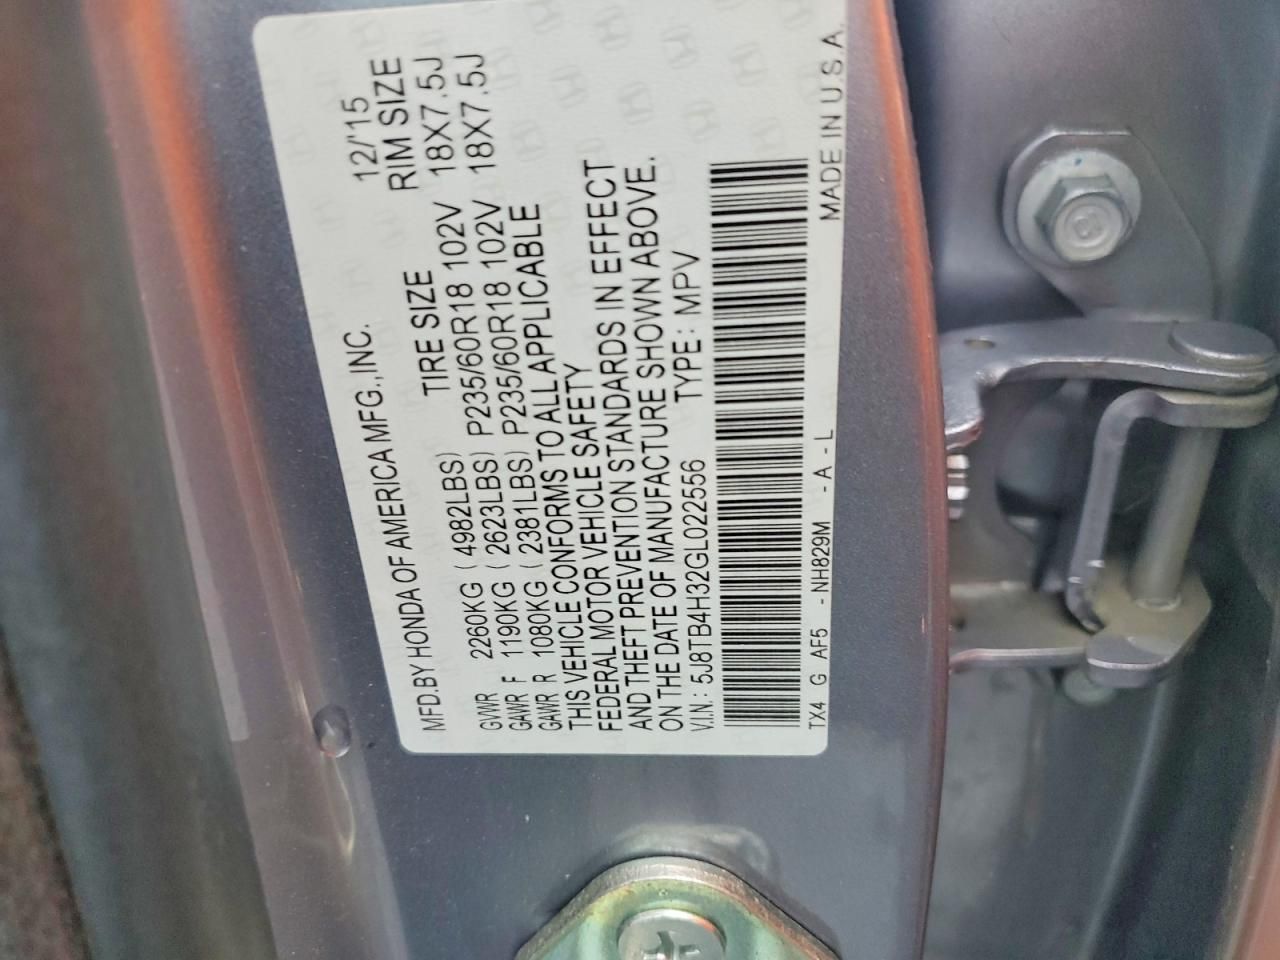 MFD.BY HONDA OF AMERICA MFG.,INC. 12/'15
TIRE SIZE RIM SIZE
GVWR 2260KG ( 4982LBS)
GAWR F 1190KG ( 2623LBS) P235/60R18 102V 18X7.5J
GAWR R 1080KG ( 2381LBS) P235/60R18 102V 18X7.5J
THIS VEHICLE CONFORMS TO ALL APPLICABLE
FEDERAL MOTOR VEHICLE SAFETY
AND THEFT PREVENTION STANDARDS IN EFFECT
ON THE DATE OF MANUFACTURE SHOWN ABOVE.
V.I.N.: 5J8TB4H32GL022556 TYPE: MPV
TX4 G AF5 - NH829M - A - L MADE IN U.S.A.